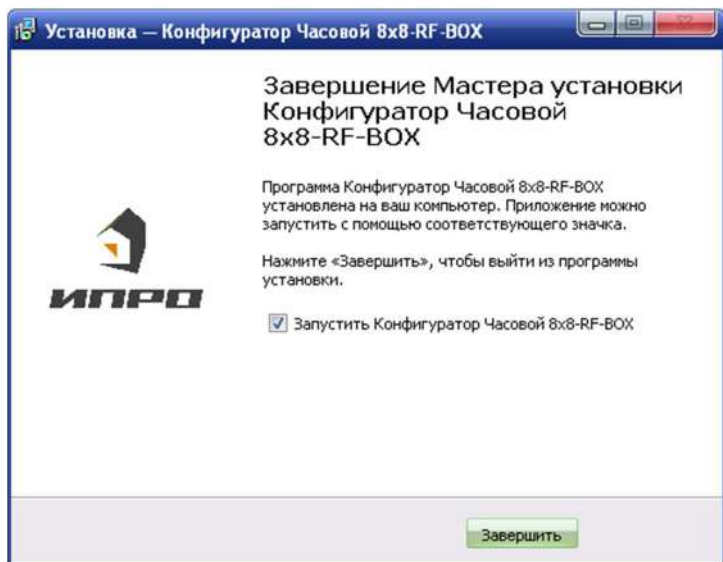 Установка — Конфигуратор Часовой 8x8-RF-BOX
Завершение Мастера установки
Конфигуратор Часовой
8x8-RF-BOX
Программа Конфигуратор Часовой 8x8-RF-BOX
установлена на ваш компьютер. Приложение можно
запустить с помощью соответствующего значка.
Нажмите «Завершить», чтобы выйти из программы
установки.
ИПРО
Запустить Конфигуратор Часовой 8x8-RF-BOX
Завершить